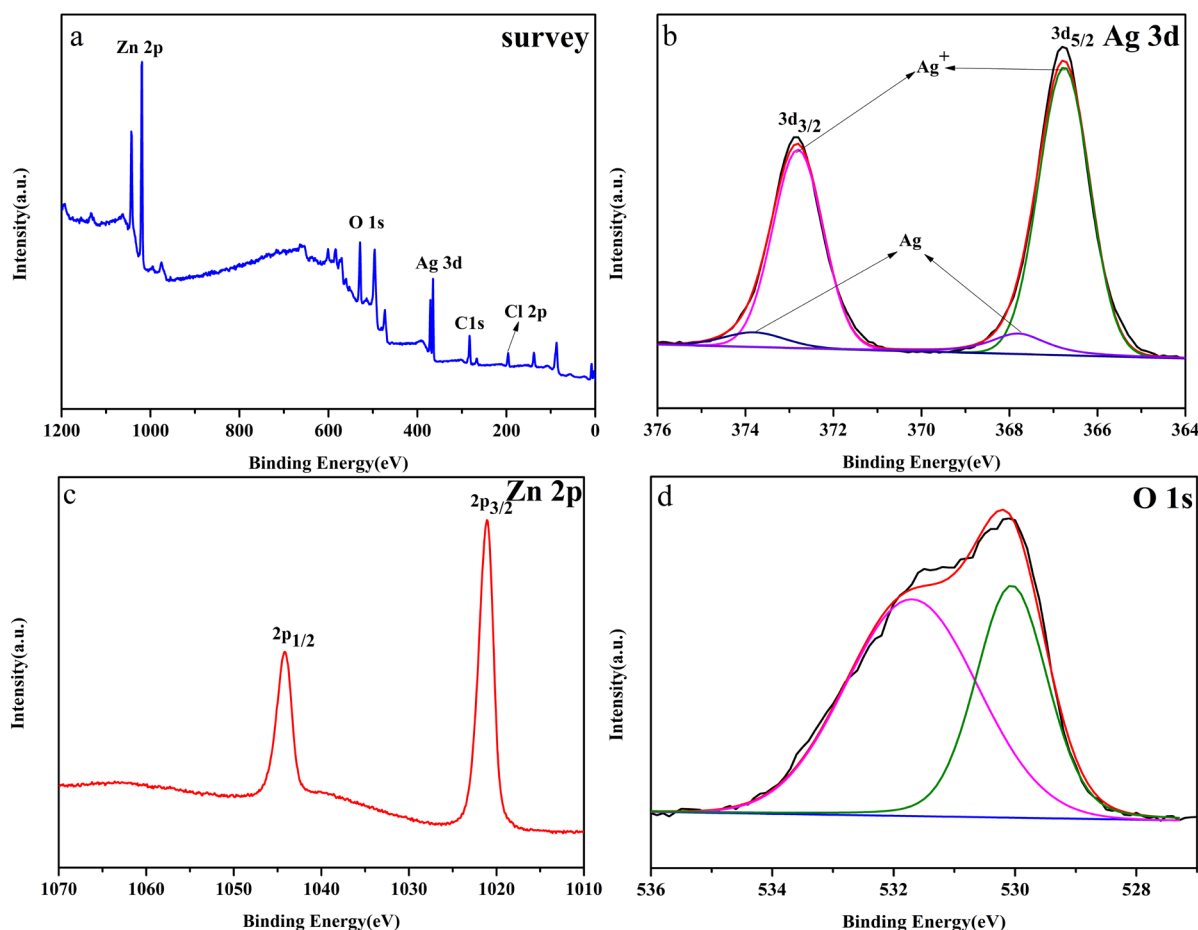 a
survey
Zn 2p
O 1s
Ag 3d
C1s
Cl 2p
Intensity(a.u.)
1200 1000 800 600 400 200 0
Binding Energy(eV)
b
3d5/2 Ag 3d
Ag+
3d3/2
Ag
Intensity(a.u.)
376 374 372 370 368 366 364
Binding Energy(eV)
c
Zn 2p
2p3/2
2p1/2
Intensity(a.u.)
1070 1060 1050 1040 1030 1020 1010
Binding Energy(eV)
d
O 1s
Intensity(a.u.)
536 534 532 530 528
Binding Energy(eV)